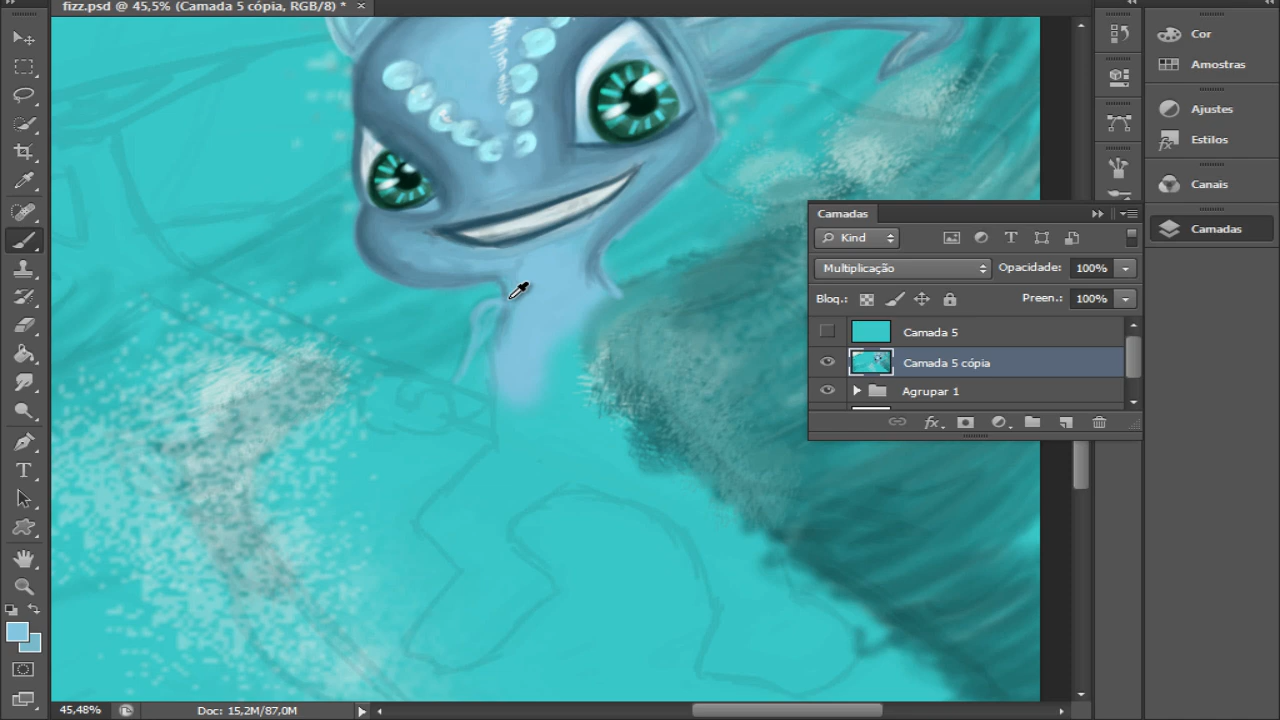 fizz.psd @ 45,5% (Camada 5 cópia, RGB/8) *
Cor
Amostras
Ajustes
Estilos
Canais
Camadas
Camadas
Kind
Multiplicação
Opacidade: 100%
Bloq.:
Preen.: 100%
Camada 5
Camada 5 cópia
Agrupar 1
fx
45,48%
Doc: 15,2M/87,0M